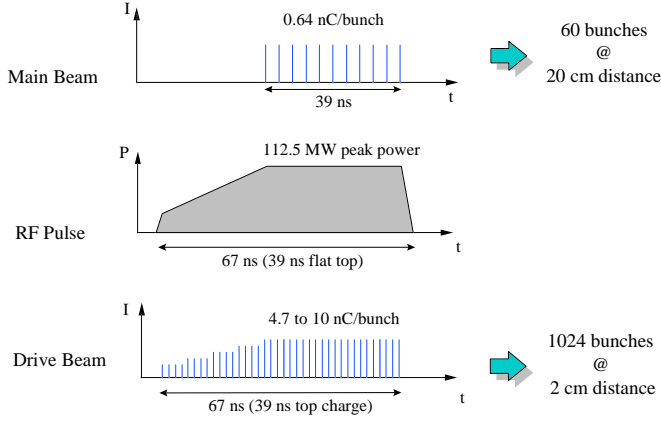 I
0.64 nC/bunch
60 bunches
@
20 cm distance
Main Beam
39 ns
t
P
112.5 MW peak power
RF Pulse
t
67 ns (39 ns flat top)
I
4.7 to 10 nC/bunch
1024 bunches
@
2 cm distance
Drive Beam
67 ns (39 ns top charge)
t